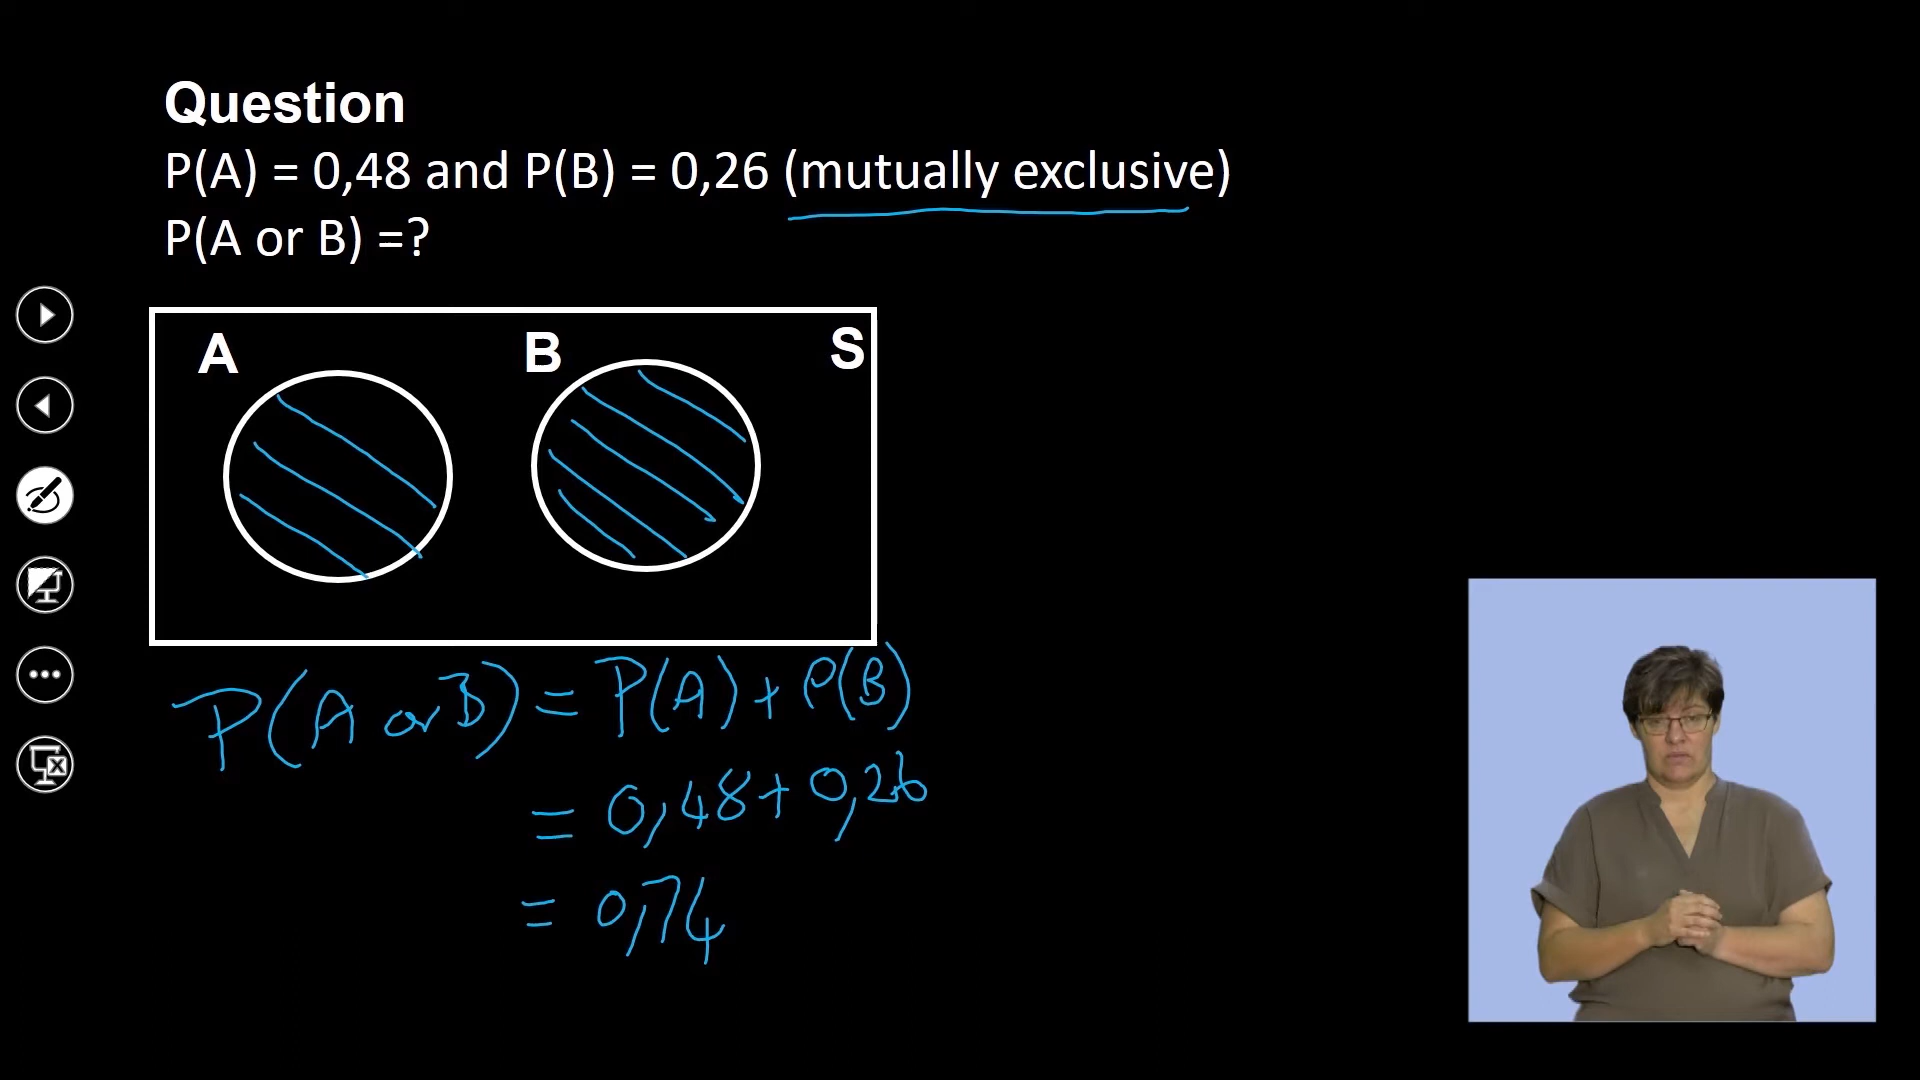 Question
P(A) = 0,48 and P(B) = 0,26 (mutually exclusive)
P(A or B) =?
A B S
P(A or B) = P(A) + P(B)
= 0,48 + 0,26
= 0,74